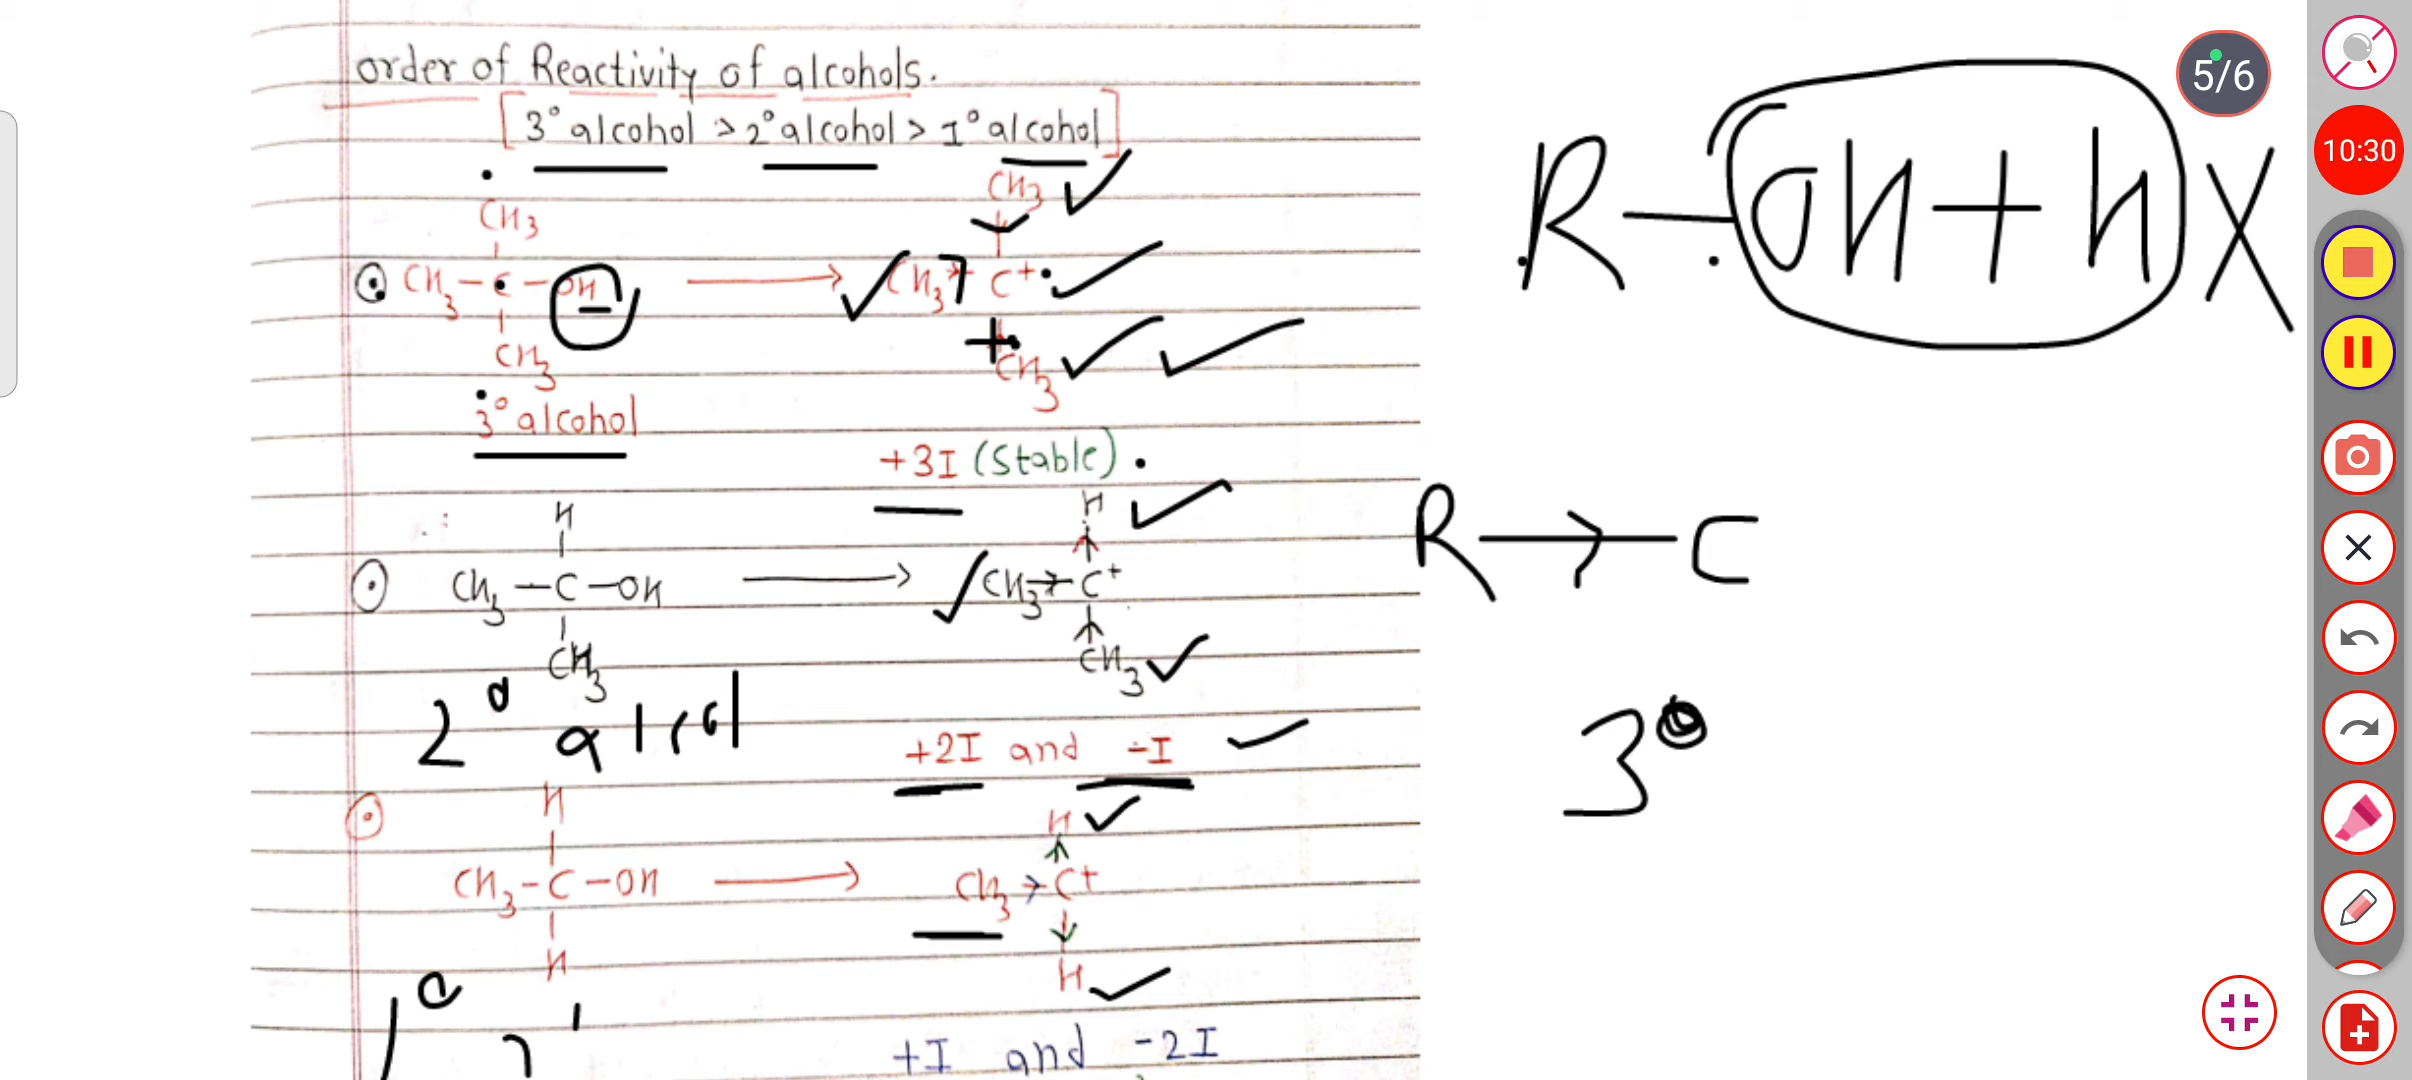 order of Reactivity of alcohols.
[3° alcohol > 2° alcohol > 1° alcohol]
CH3
CH3 - C - OH
CH3
3° alcohol
CH3
CH3 C+
CH3
+3I (Stable)
H
CH3 - C - OH
CH3
2°
H
CH3 → C+
CH3
+2I and -I
H
CH3 - C - OH
H
1°
H
CH3 → C+
H
+I and -2I
R - OH + H X
R → C
3°
5/6
10:30